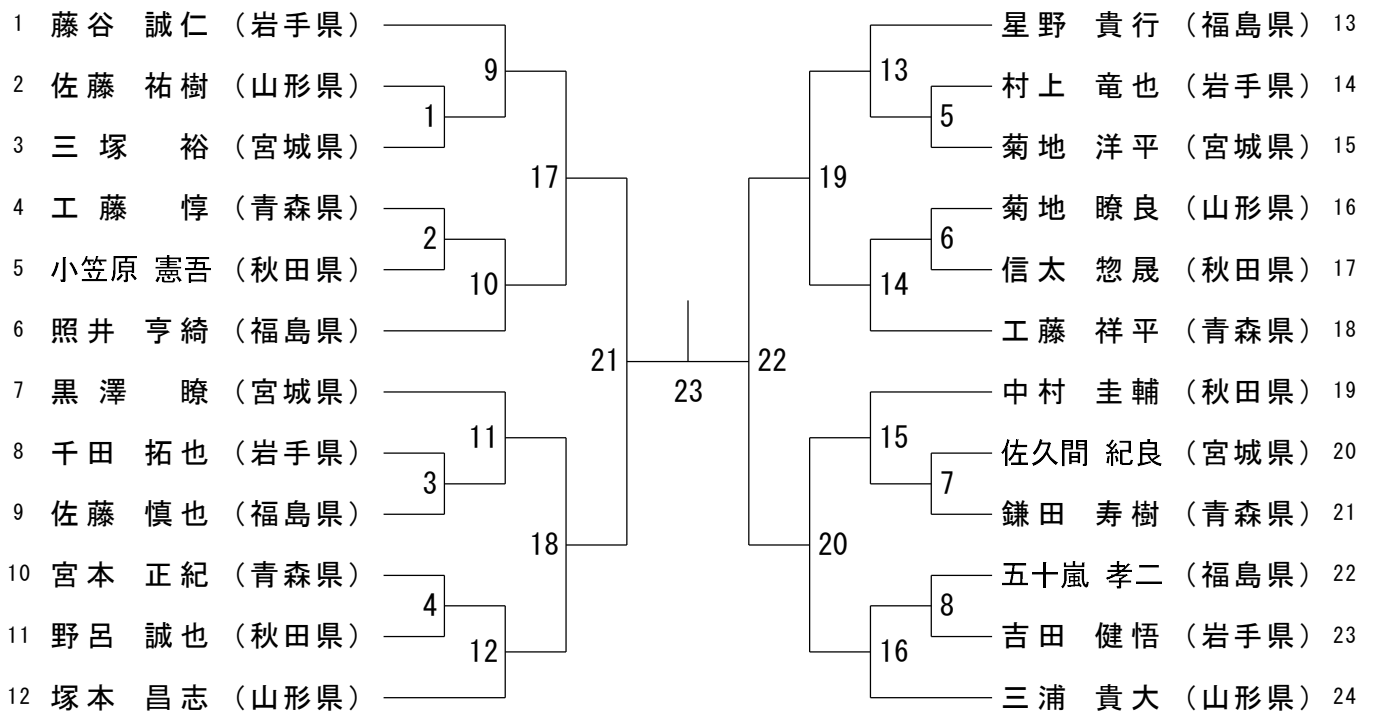 1 藤谷 誠仁 (岩手県) 星野 貴行 (福島県) 13
9 13
2 佐藤 祐樹 (山形県) 村上 竜也 (岩手県) 14
1 5
3 三塚 裕 (宮城県) 菊地 洋平 (宮城県) 15
17 19
4 工藤 惇 (青森県) 菊地 瞭良 (山形県) 16
2 6
5 小笠原 憲吾 (秋田県) 信太 惣晟 (秋田県) 17
10 14
6 照井 亨綺 (福島県) 工藤 祥平 (青森県) 18
21 22
23
7 黒澤 瞭 (宮城県) 中村 圭輔 (秋田県) 19
11 15
8 千田 拓也 (岩手県) 佐久間 紀良 (宮城県) 20
3 7
9 佐藤 慎也 (福島県) 鎌田 寿樹 (青森県) 21
18 20
10 宮本 正紀 (青森県) 五十嵐 孝二 (福島県) 22
4 8
11 野呂 誠也 (秋田県) 吉田 健悟 (岩手県) 23
12 16
12 塚本 昌志 (山形県) 三浦 貴大 (山形県) 24